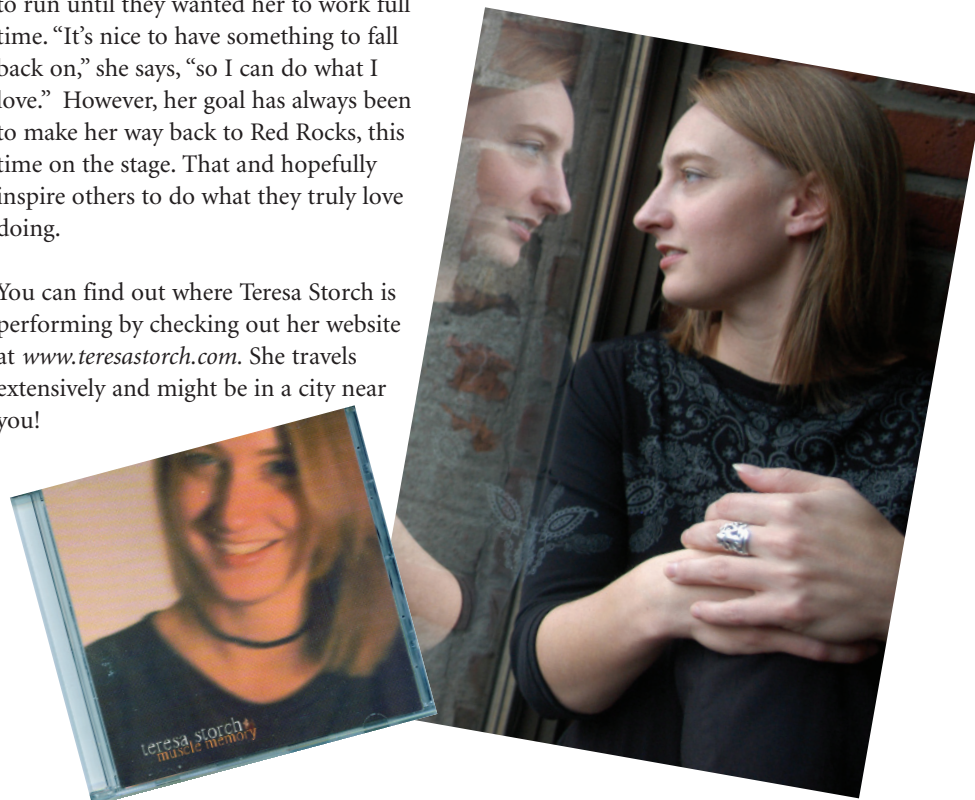 to run until they wanted her to work full
time. “It’s nice to have something to fall
back on,” she says, “so I can do what I
love.”  However, her goal has always been
to make her way back to Red Rocks, this
time on the stage. That and hopefully
inspire others to do what they truly love
doing.
You can find out where Teresa Storch is
performing by checking out her website
at www.teresastorch.com. She travels
extensively and might be in a city near
you!
teresa storch
muscle memory